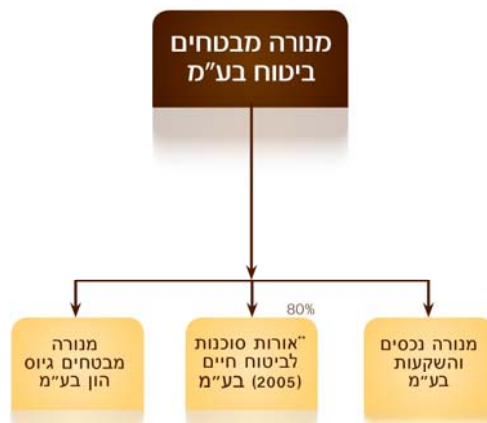 מנורה מבטחים
ביטוח בע"מ
80%
מנורה נכסים
והשקעות
בע"מ
¨אורות סוכנות
לביטוח חיים
(2005) בע"מ
מנורה
מבטחים גיוס
הון בע"מ